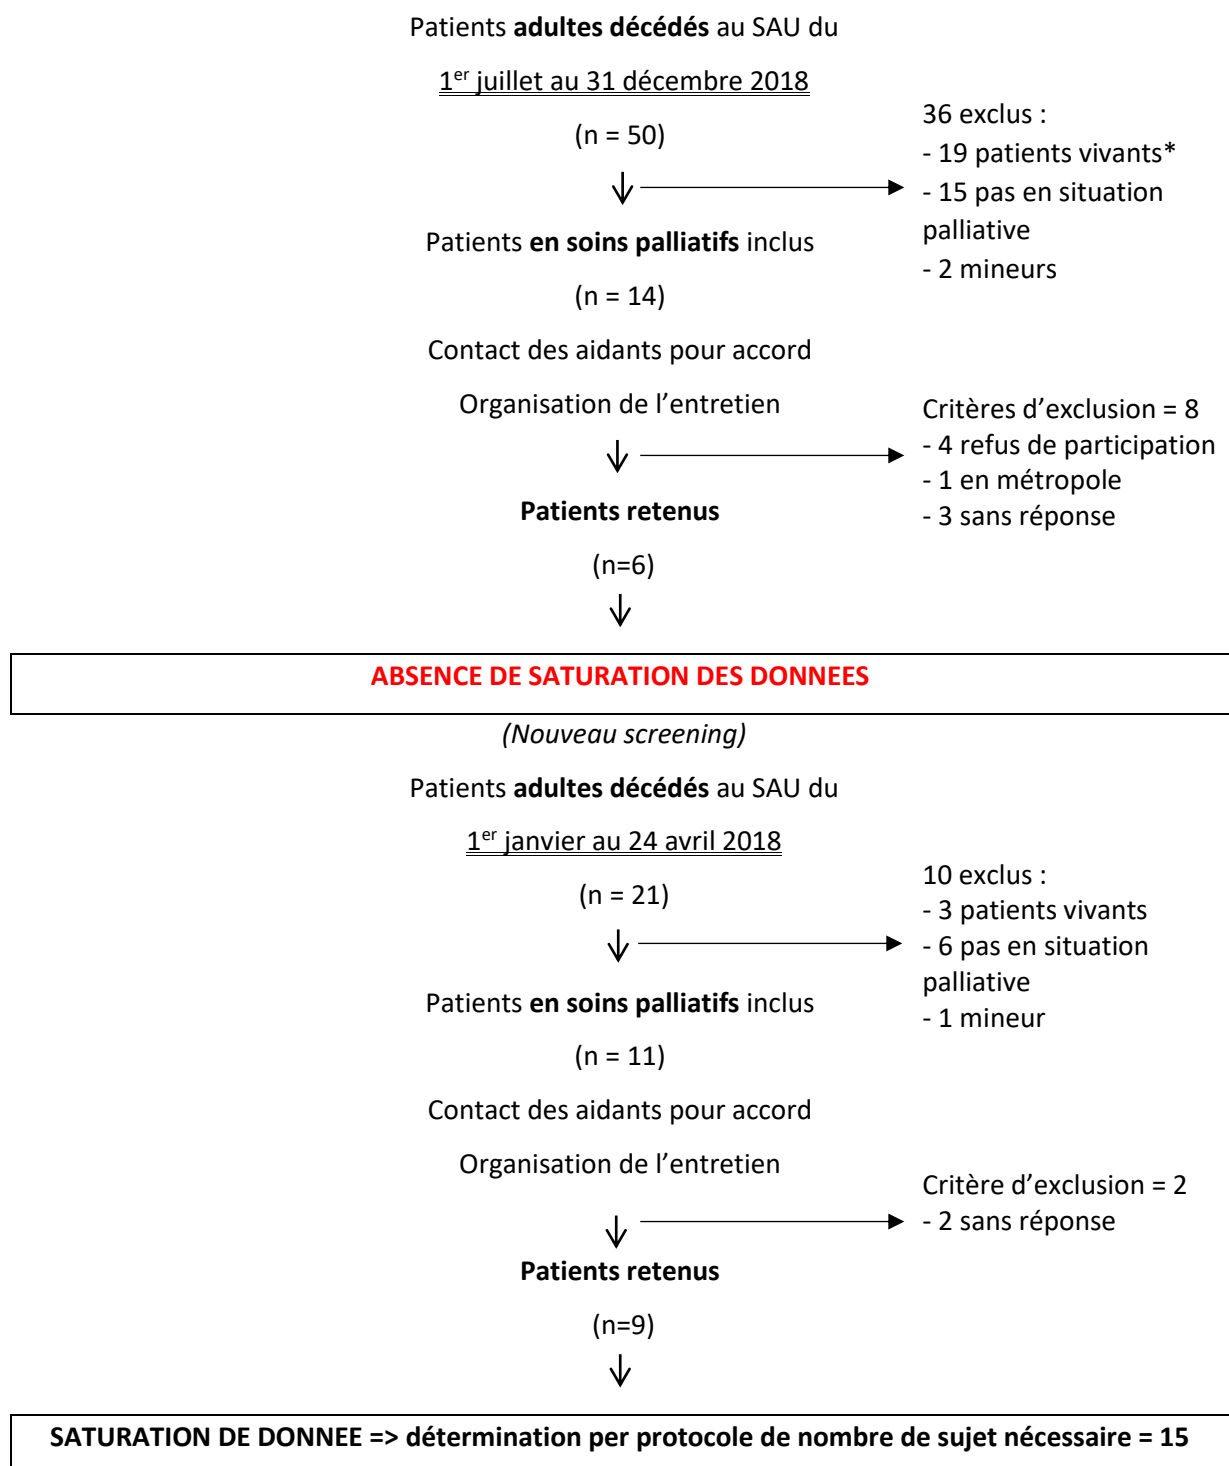 Patients adultes décédés au SAU du
1er juillet au 31 décembre 2018
(n = 50)
36 exclus :
- 19 patients vivants*
- 15 pas en situation
palliative
- 2 mineurs
Patients en soins palliatifs inclus
(n = 14)
Contact des aidants pour accord
Organisation de l'entretien
Critères d'exclusion = 8
- 4 refus de participation
- 1 en métropole
- 3 sans réponse
Patients retenus
(n=6)
ABSENCE DE SATURATION DES DONNEES
(Nouveau screening)
Patients adultes décédés au SAU du
1er janvier au 24 avril 2018
(n = 21)
10 exclus :
- 3 patients vivants
- 6 pas en situation
palliative
- 1 mineur
Patients en soins palliatifs inclus
(n = 11)
Contact des aidants pour accord
Organisation de l'entretien
Critère d'exclusion = 2
- 2 sans réponse
Patients retenus
(n=9)
SATURATION DE DONNEE => détermination per protocole de nombre de sujet nécessaire = 15